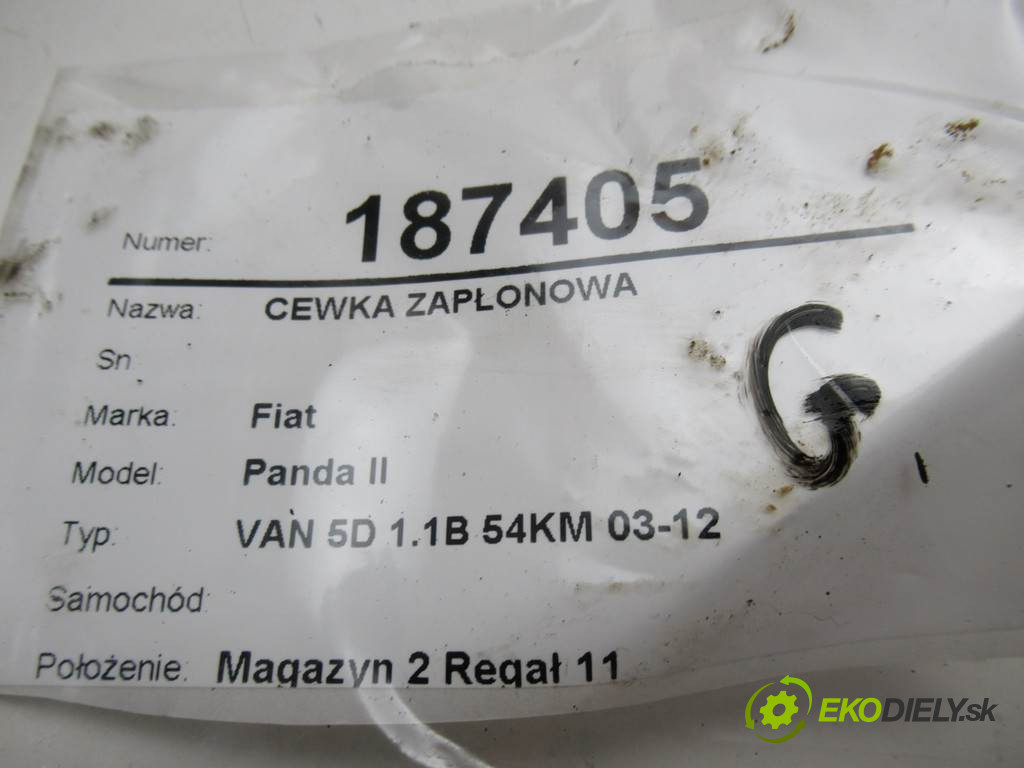 Numer: 187405
Nazwa: CEWKA ZAPŁONOWA
Sn
Marka: Fiat
Model: Panda II
Typ: VAN 5D 1.1B 54KM 03-12
Samochód:
Położenie: Magazyn 2 Regał 11
G
EKODIELY.sk